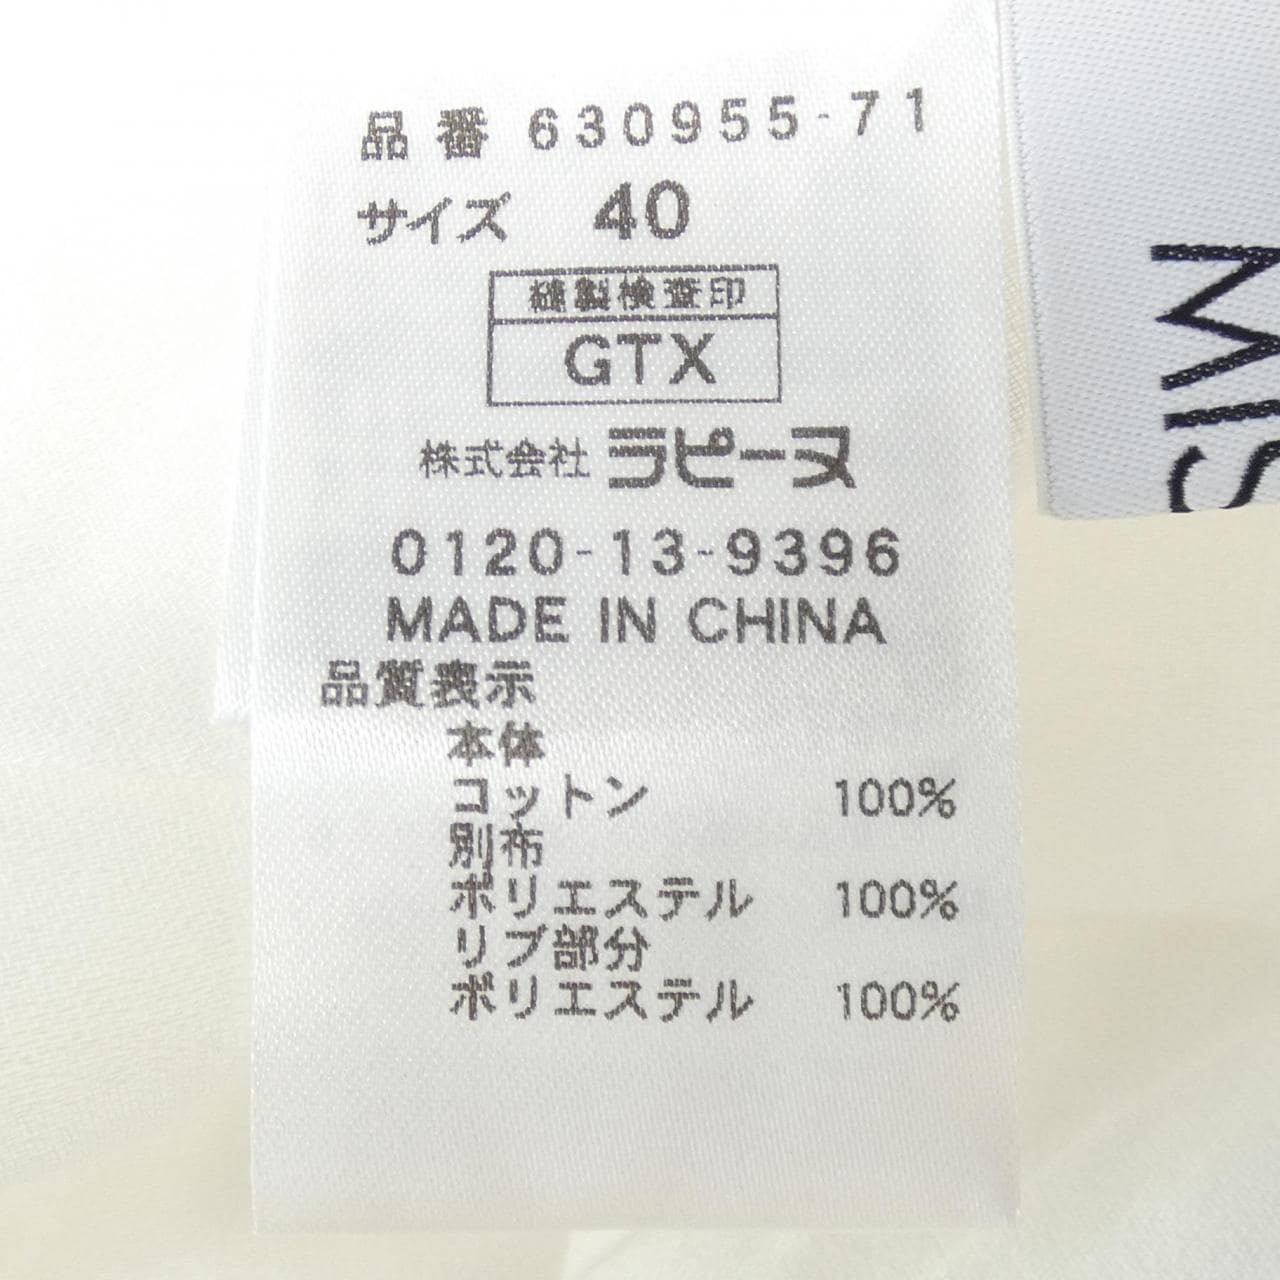 品番 630955-71
サイズ 40
縫製検査印
GTX
株式会社 ラピーヌ
0120-13-9396
MADE IN CHINA
品質表示
本体
コットン 100%
別布
ポリエステル 100%
リブ部分
ポリエステル 100%
MIS